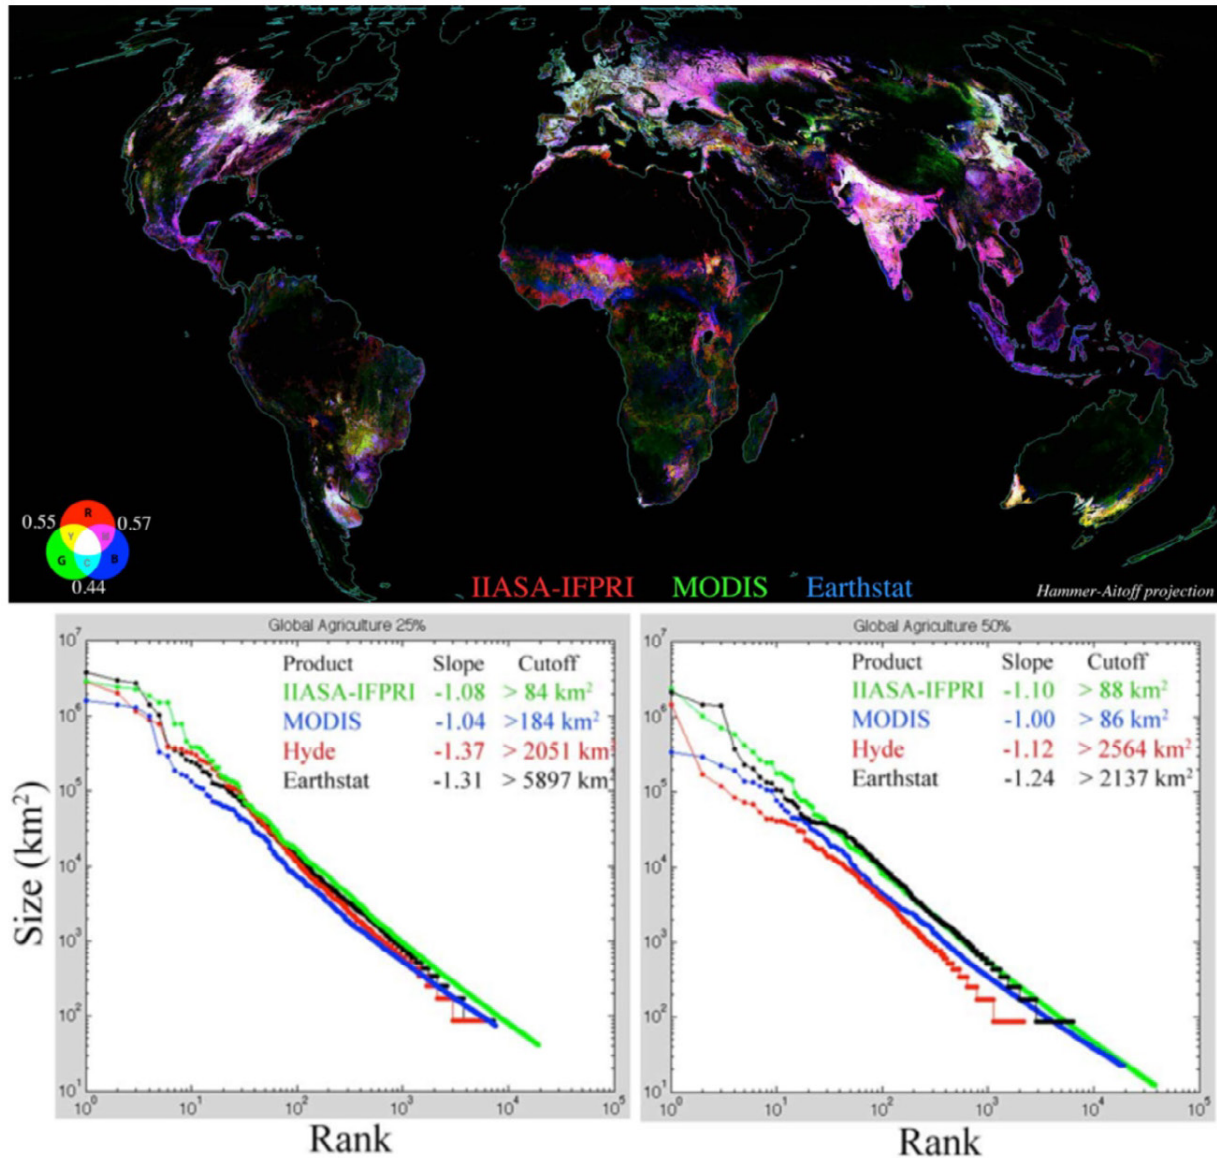 R
0.55
0.57
Y
M
G
C
B
0.44
IIASA-IFPRI MODIS Earthstat
Hammer-Aitoff projection
Global Agriculture 25%
Product Slope Cutoff
IIASA-IFPRI -1.08 > 84 km²
MODIS -1.04 >184 km²
Hyde -1.37 > 2051 km²
Earthstat -1.31 > 5897 km²
10⁷
10⁶
10⁵
10⁴
10³
10²
10¹
10⁰ 10¹ 10² 10³ 10⁴ 10⁵
Size (km²)
Rank
Global Agriculture 50%
Product Slope Cutoff
IIASA-IFPRI -1.10 > 88 km²
MODIS -1.00 > 86 km²
Hyde -1.12 > 2564 km²
Earthstat -1.24 > 2137 km²
10⁷
10⁶
10⁵
10⁴
10³
10²
10¹
10⁰ 10¹ 10² 10³ 10⁴ 10⁵
Rank